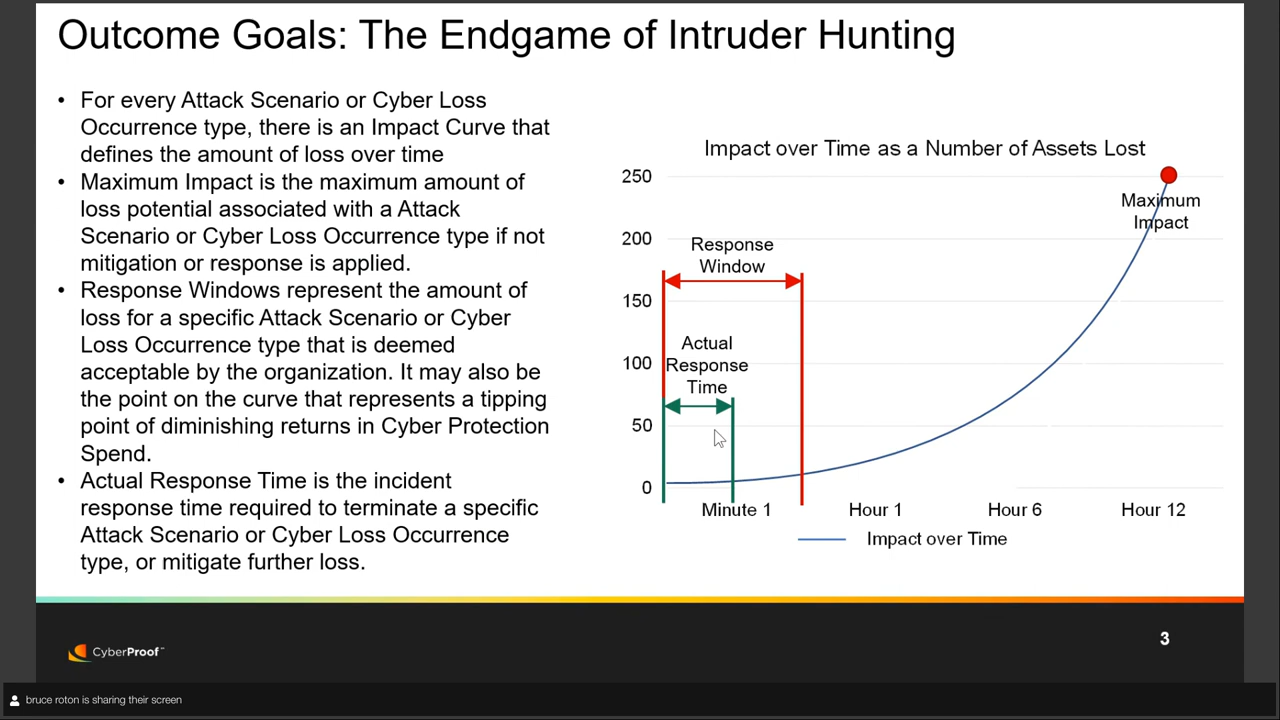 Outcome Goals: The Endgame of Intruder Hunting
• For every Attack Scenario or Cyber Loss
Occurrence type, there is an Impact Curve that
defines the amount of loss over time
• Maximum Impact is the maximum amount of
loss potential associated with a Attack
Scenario or Cyber Loss Occurrence type if not
mitigation or response is applied.
• Response Windows represent the amount of
loss for a specific Attack Scenario or Cyber
Loss Occurrence type that is deemed
acceptable by the organization. It may also be
the point on the curve that represents a tipping
point of diminishing returns in Cyber Protection
Spend.
• Actual Response Time is the incident
response time required to terminate a specific
Attack Scenario or Cyber Loss Occurrence
type, or mitigate further loss.
Impact over Time as a Number of Assets Lost
250
200
150
100
50
0
Maximum
Impact
Response
Window
Actual
Response
Time
Minute 1 Hour 1 Hour 6 Hour 12
Impact over Time
CyberProof™
3
bruce roton is sharing their screen